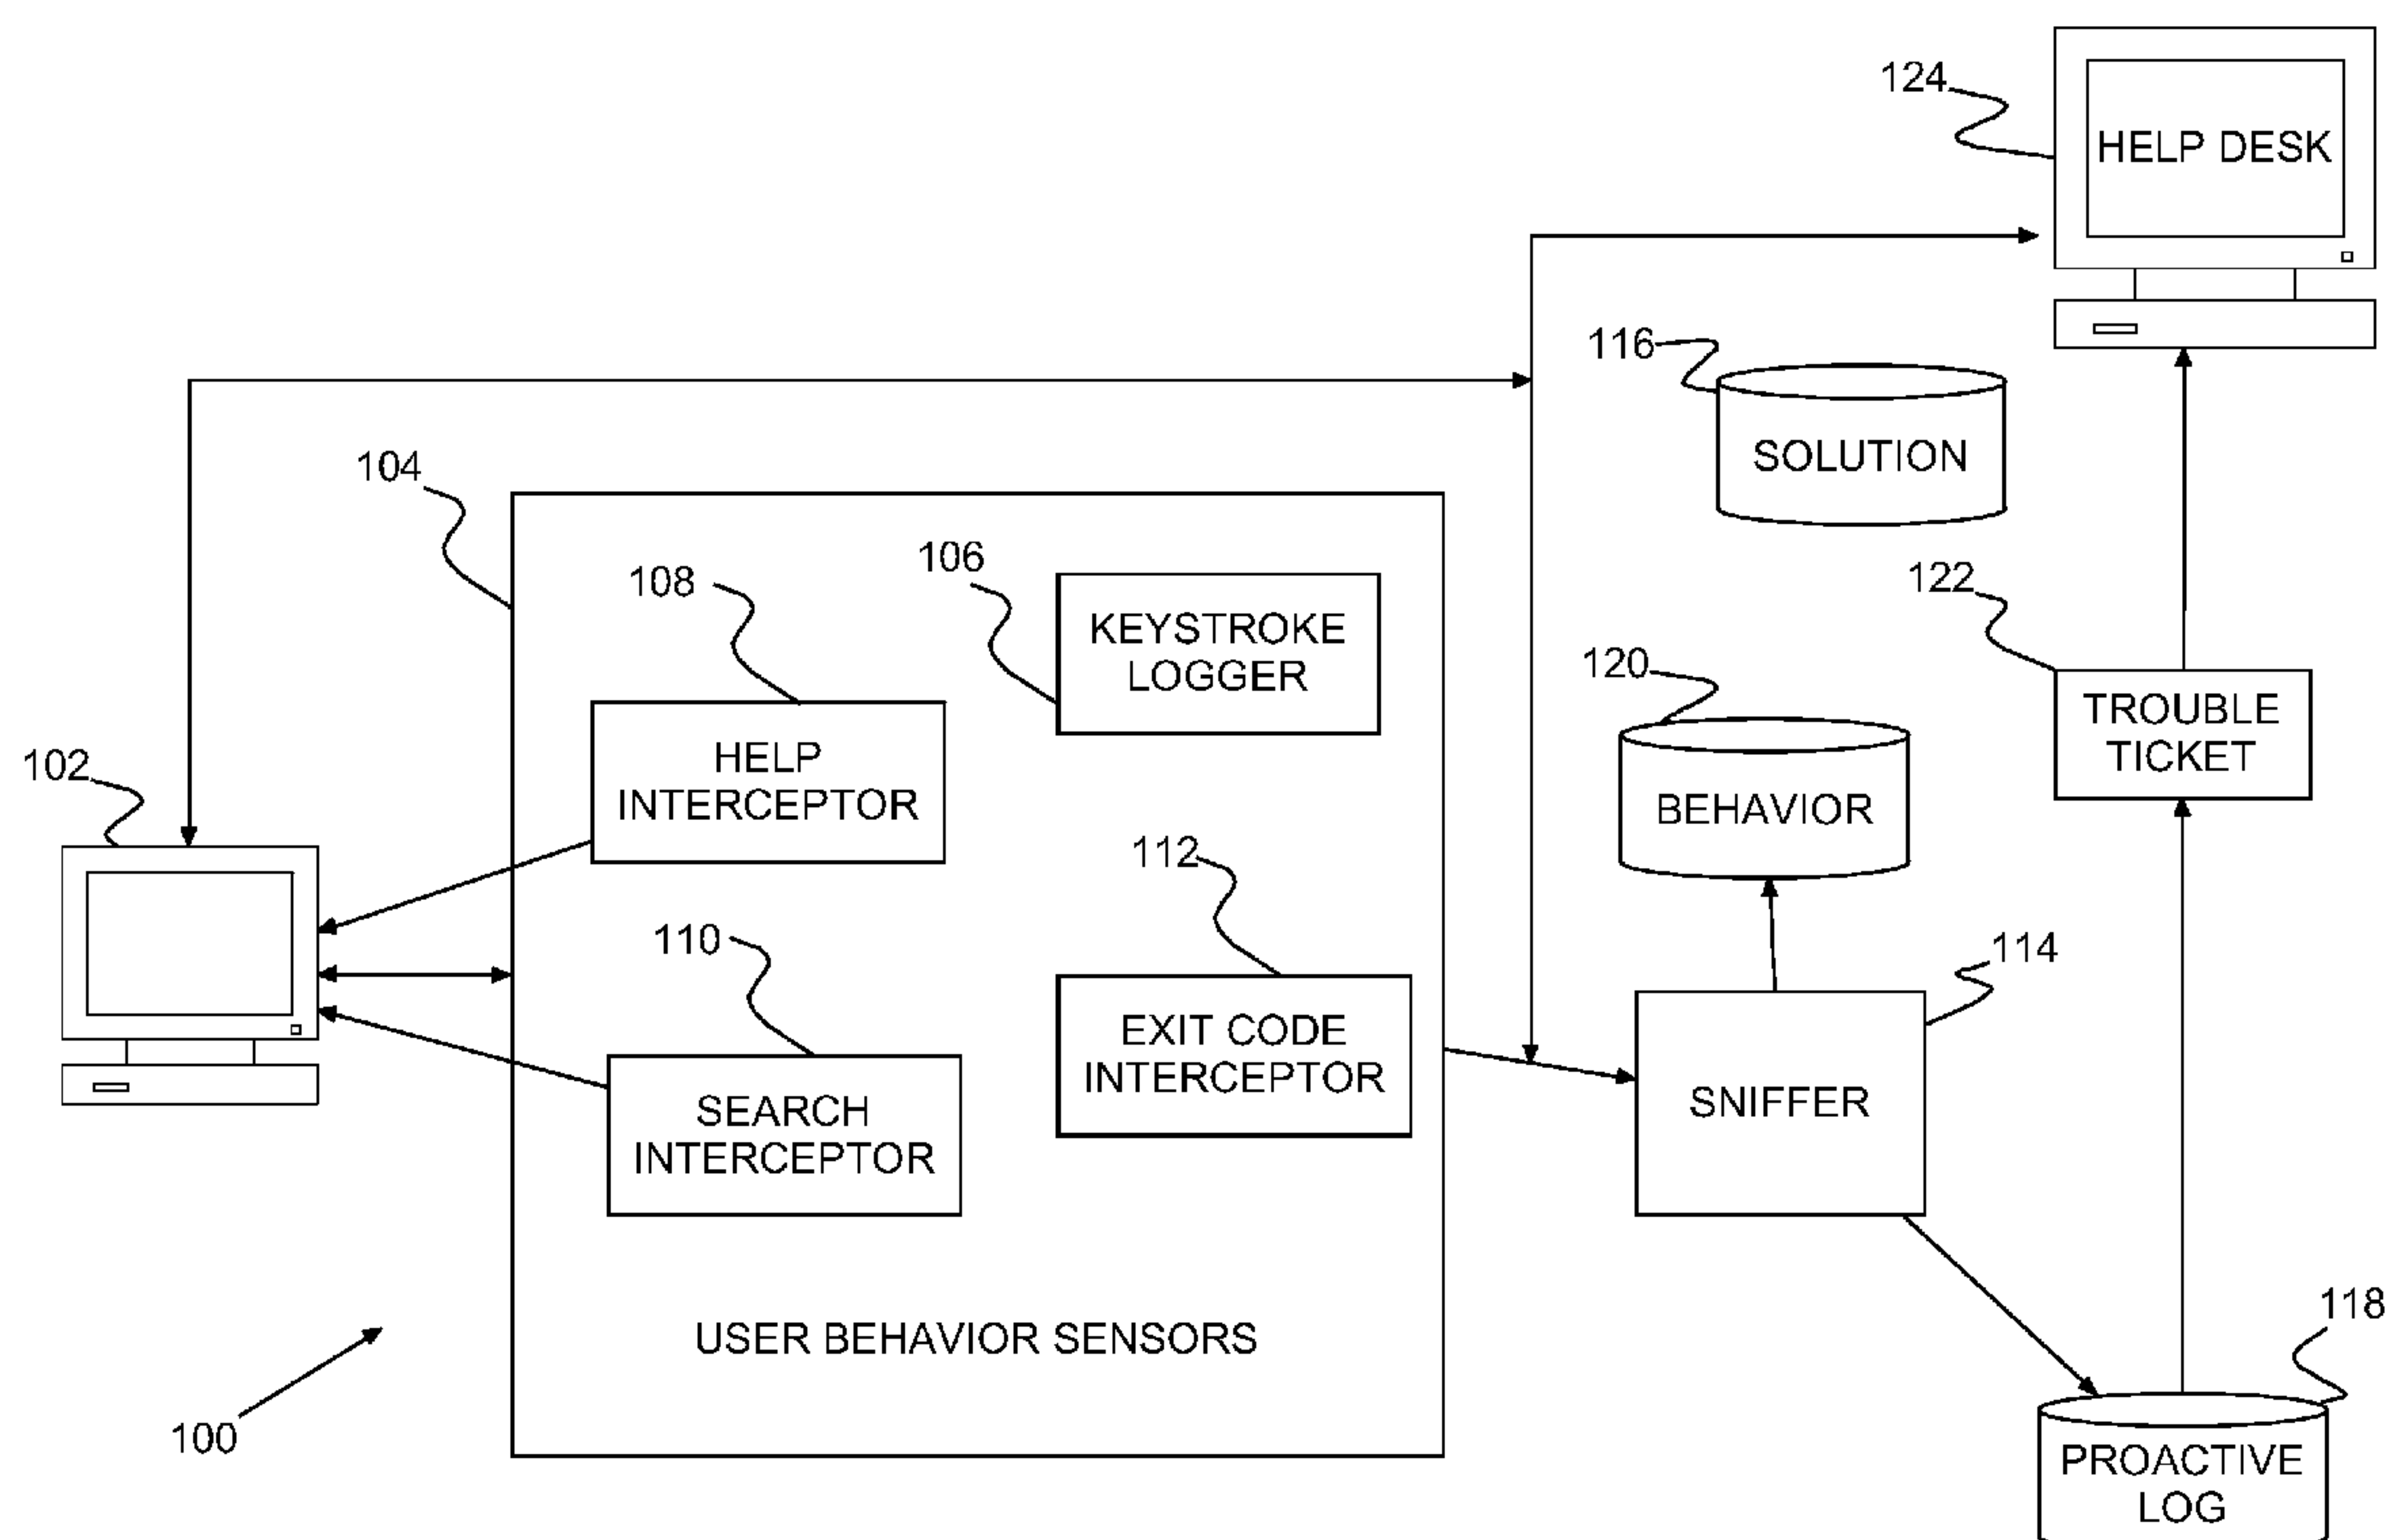 124
HELP DESK
116
SOLUTION
104
108
106
KEYSTROKE
LOGGER
122
TROUBLE
TICKET
120
BEHAVIOR
102
HELP
INTERCEPTOR
112
110
EXIT CODE
INTERCEPTOR
114
SNIFFER
SEARCH
INTERCEPTOR
USER BEHAVIOR SENSORS
118
100
PROACTIVE
LOG